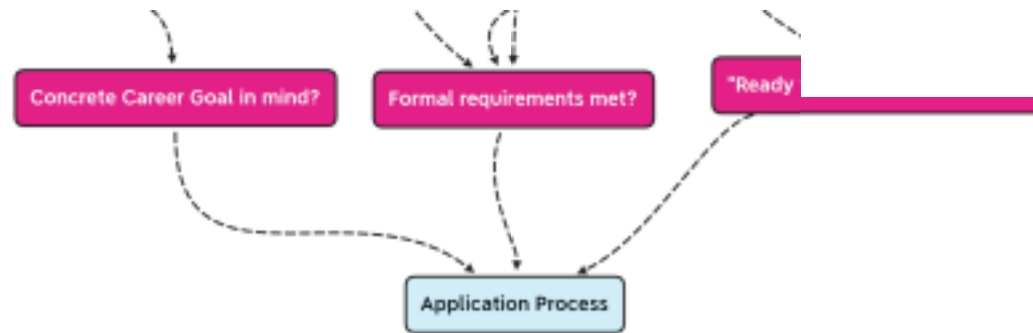 Concrete Career Goal in mind?
Formal requirements met?
"Ready
Application Process